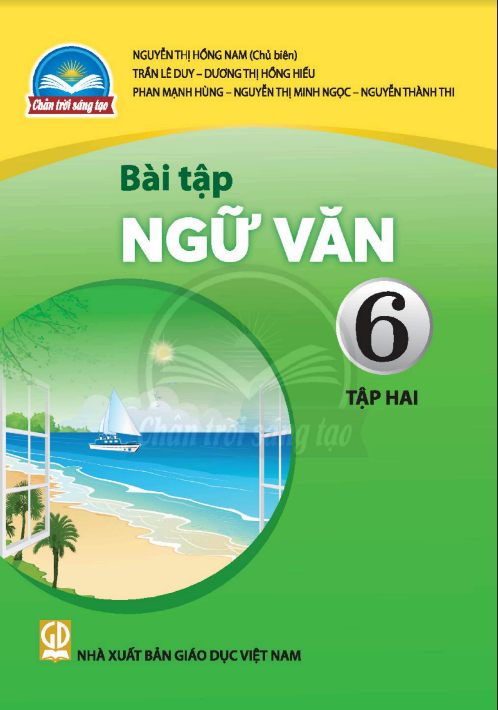 NGUYỄN THỊ HỒNG NAM (Chủ biên)
TRẦN LÊ DUY – DƯƠNG THỊ HỒNG HIẾU
PHAN MẠNH HÙNG – NGUYỄN THỊ MINH NGỌC – NGUYỄN THÀNH THI
Chân trời sáng tạo
Bài tập
NGỮ VĂN
6
TẬP HAI
Chân trời sáng tạo
GD
NHÀ XUẤT BẢN GIÁO DỤC VIỆT NAM